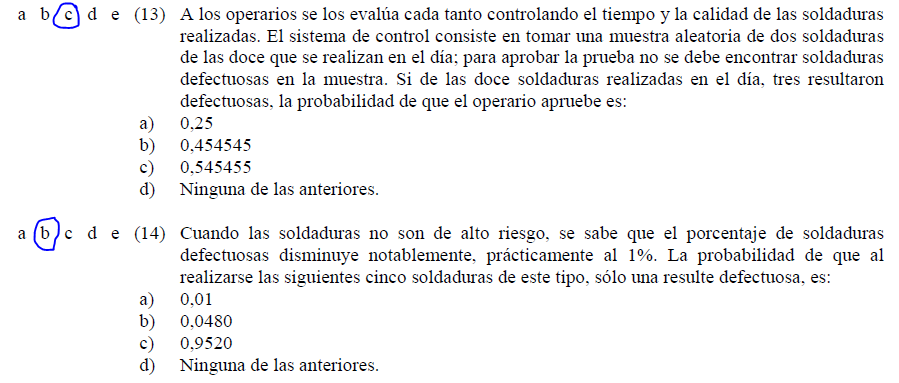 a b c d e (13) A los operarios se los evalúa cada tanto controlando el tiempo y la calidad de las soldaduras
realizadas. El sistema de control consiste en tomar una muestra aleatoria de dos soldaduras
de las doce que se realizan en el día; para aprobar la prueba no se debe encontrar soldaduras
defectuosas en la muestra. Si de las doce soldaduras realizadas en el día, tres resultaron
defectuosas, la probabilidad de que el operario apruebe es:
a) 0,25
b) 0,454545
c) 0,545455
d) Ninguna de las anteriores.
a b c d e (14) Cuando las soldaduras no son de alto riesgo, se sabe que el porcentaje de soldaduras
defectuosas disminuye notablemente, prácticamente al 1%. La probabilidad de que al
realizarse las siguientes cinco soldaduras de este tipo, sólo una resulte defectuosa, es:
a) 0,01
b) 0,0480
c) 0,9520
d) Ninguna de las anteriores.